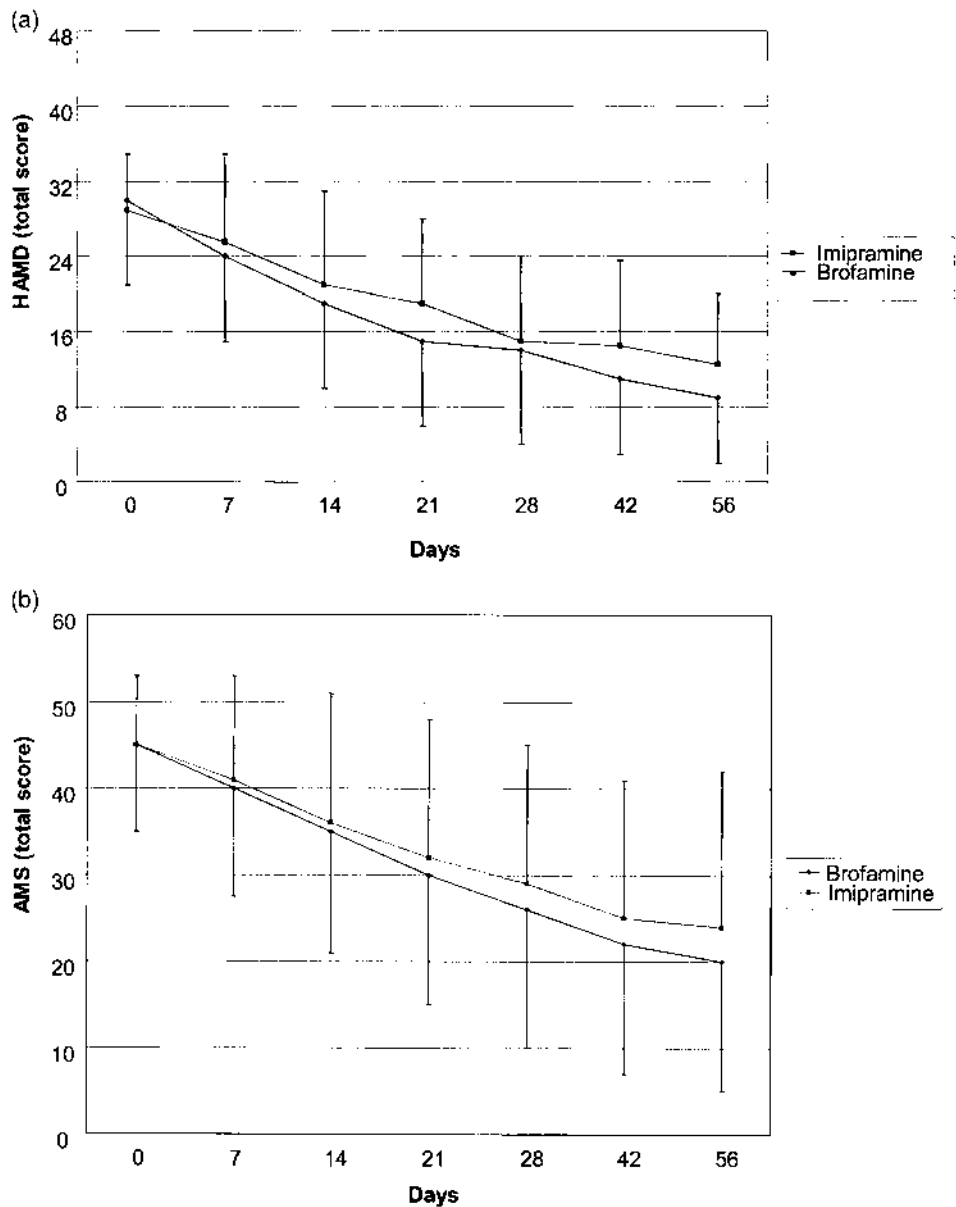 (a)
48
40
32
24
16
8
0
HAMD (total score)
0 7 14 21 28 42 56
Days
Imipramine
Brofamine
(b)
60
50
40
30
20
10
0
AMS (total score)
0 7 14 21 28 42 56
Days
Brofamine
Imipramine